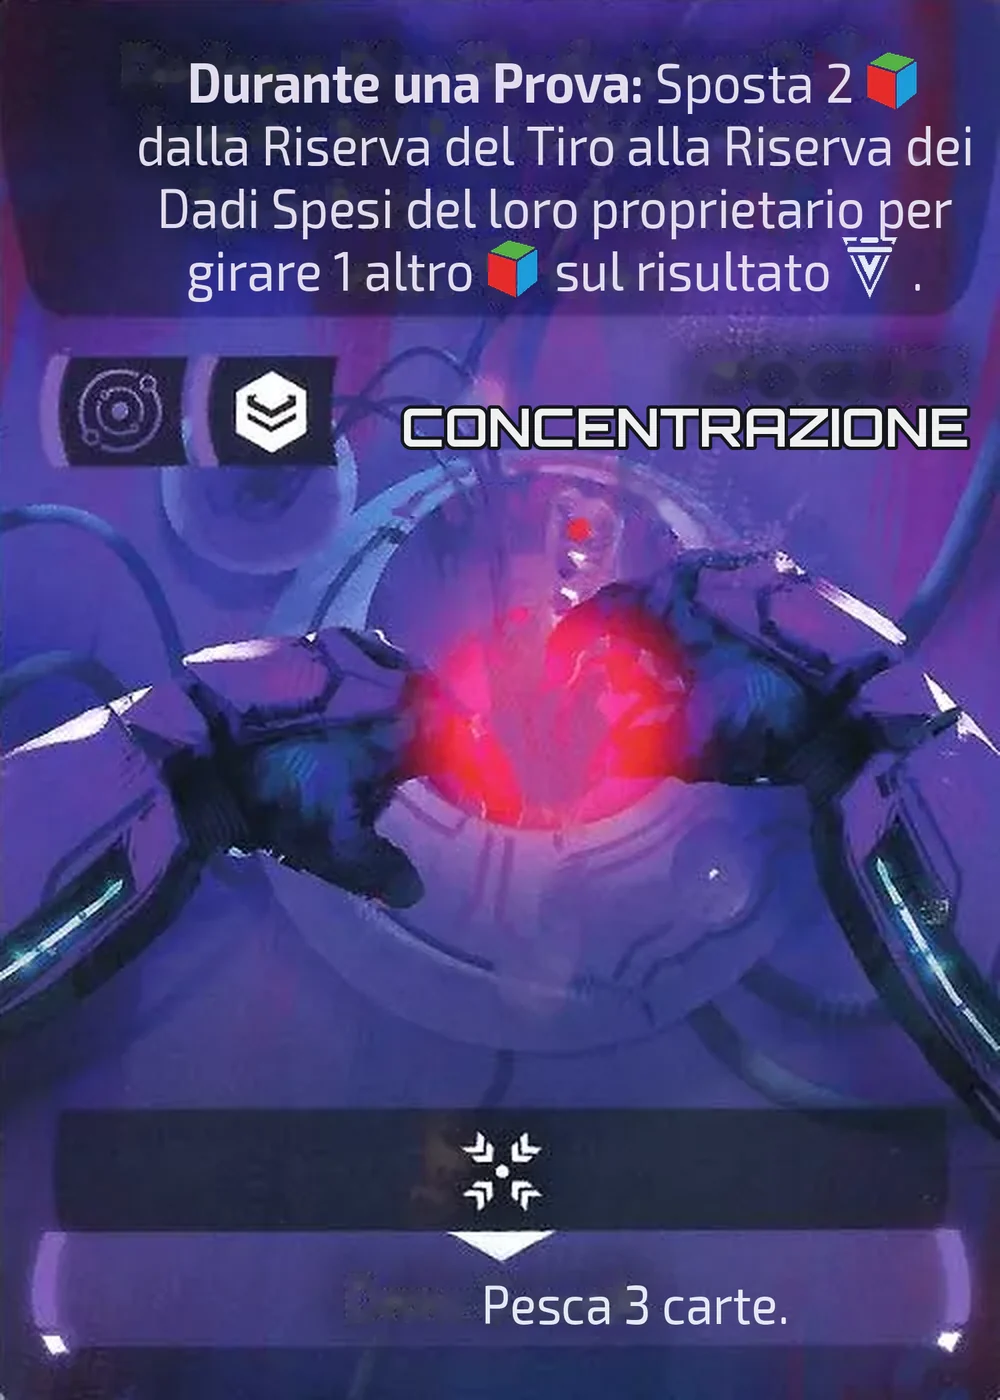 Durante una Prova: Sposta 2
dalla Riserva del Tiro alla Riserva dei
Dadi Spesi del loro proprietario per
girare 1 altro sul risultato .
CONCENTRAZIONE
Pesca 3 carte.